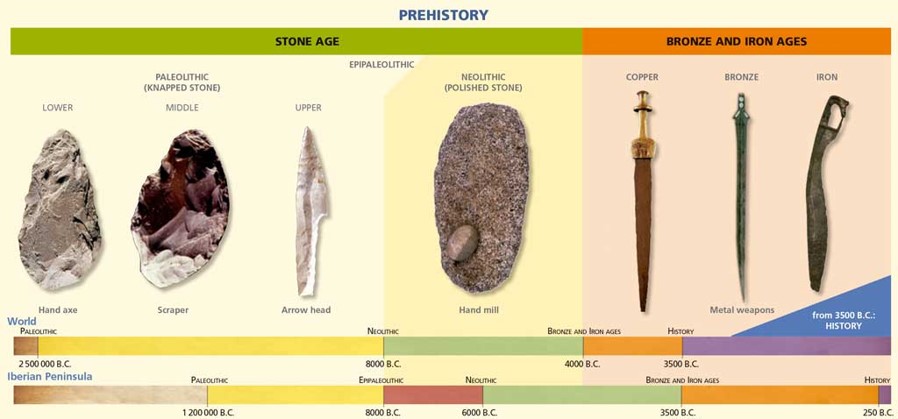 PREHISTORY
STONE AGE
BRONZE AND IRON AGES
EPIPALEOLITHIC
PALEOLITHIC
(KNAPPED STONE)
NEOLITHIC
(POLISHED STONE)
COPPER
BRONZE
IRON
LOWER
MIDDLE
UPPER
Hand axe
Scraper
Arrow head
Hand mill
Metal weapons
from 3500 B.C.:
HISTORY
World
PALEOLITHIC
NEOLITHIC
BRONZE AND IRON AGES
HISTORY
2 500 000 B.C.
8000 B.C.
4000 B.C.
3500 B.C.
Iberian Peninsula
PALEOLITHIC
EPIPALEOLITHIC
NEOLITHIC
BRONZE AND IRON AGES
HISTORY
1 200 000 B.C.
8000 B.C.
6000 B.C.
3500 B.C.
250 B.C.